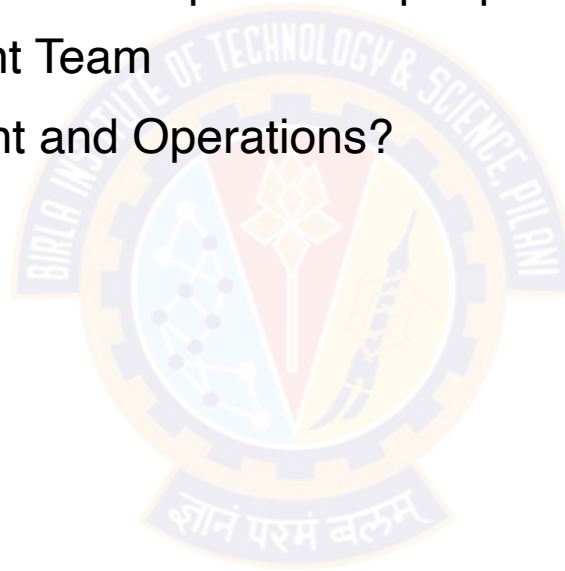 nt Team
nt and Operations?
BIRLA INSTITUTE OF TECHNOLOGY & SCIENCE, PILANI
ज्ञानं परमं बलम्